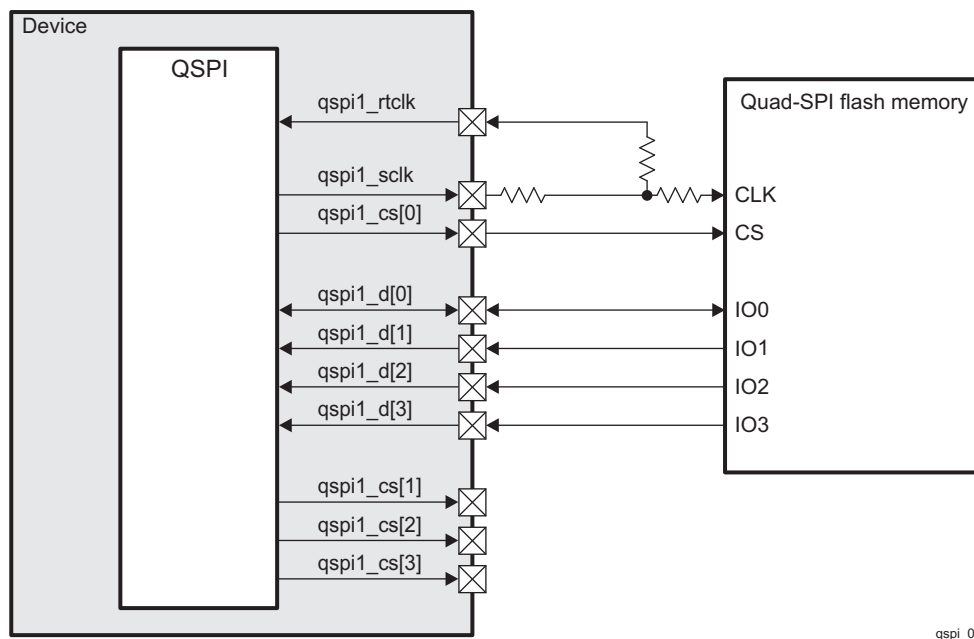 Device
QSPI
Quad-SPI flash memory
qspi1_rtclk
qspi1_sclk
CLK
qspi1_cs[0]
CS
qspi1_d[0]
IO0
qspi1_d[1]
IO1
qspi1_d[2]
IO2
qspi1_d[3]
IO3
qspi1_cs[1]
qspi1_cs[2]
qspi1_cs[3]